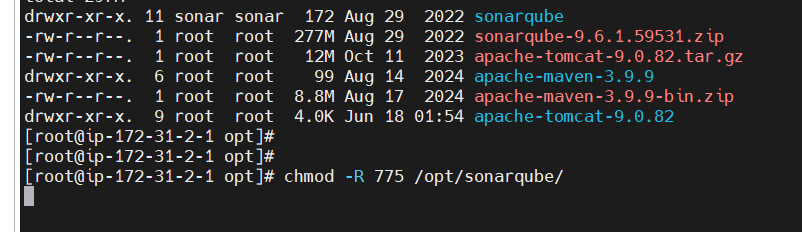 drwxr-xr-x. 11 sonar sonar  172 Aug 29  2022 sonarqube
-rw-r--r--.  1 root  root  277M Aug 29  2022 sonarqube-9.6.1.59531.zip
-rw-r--r--.  1 root  root   12M Oct 11  2023 apache-tomcat-9.0.82.tar.gz
drwxr-xr-x.  6 root  root    99 Aug 14  2024 apache-maven-3.9.9
-rw-r--r--.  1 root  root  8.8M Aug 17  2024 apache-maven-3.9.9-bin.zip
drwxr-xr-x.  9 root  root  4.0K Jun 18 01:54 apache-tomcat-9.0.82
[root@ip-172-31-2-1 opt]#
[root@ip-172-31-2-1 opt]#
[root@ip-172-31-2-1 opt]# chmod -R 775 /opt/sonarqube/